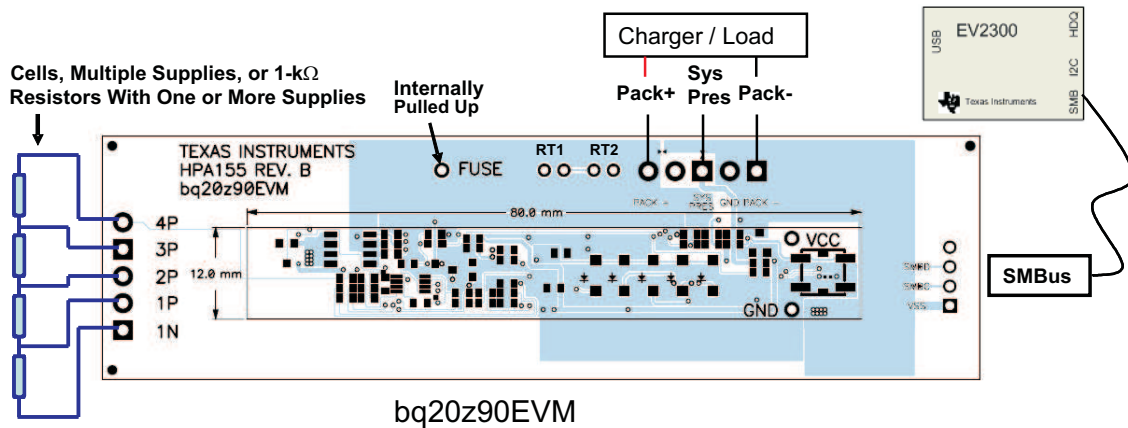 Charger / Load
USB
EV2300
HDQ
I2C
SMB
Texas Instruments
Cells, Multiple Supplies, or 1-kΩ
Resistors With One or More Supplies
Internally
Pulled Up
Pack+
Sys
Pres
Pack-
TEXAS INSTRUMENTS
HPA155 REV. B
bq20z90EVM
FUSE
RT1
RT2
PACK +
SYS
PRES
GND
PACK -
80.0 mm
12.0 mm
4P
3P
2P
1P
1N
VCC
GND
SMBD
SMBC
VSS
SMBus
bq20z90EVM